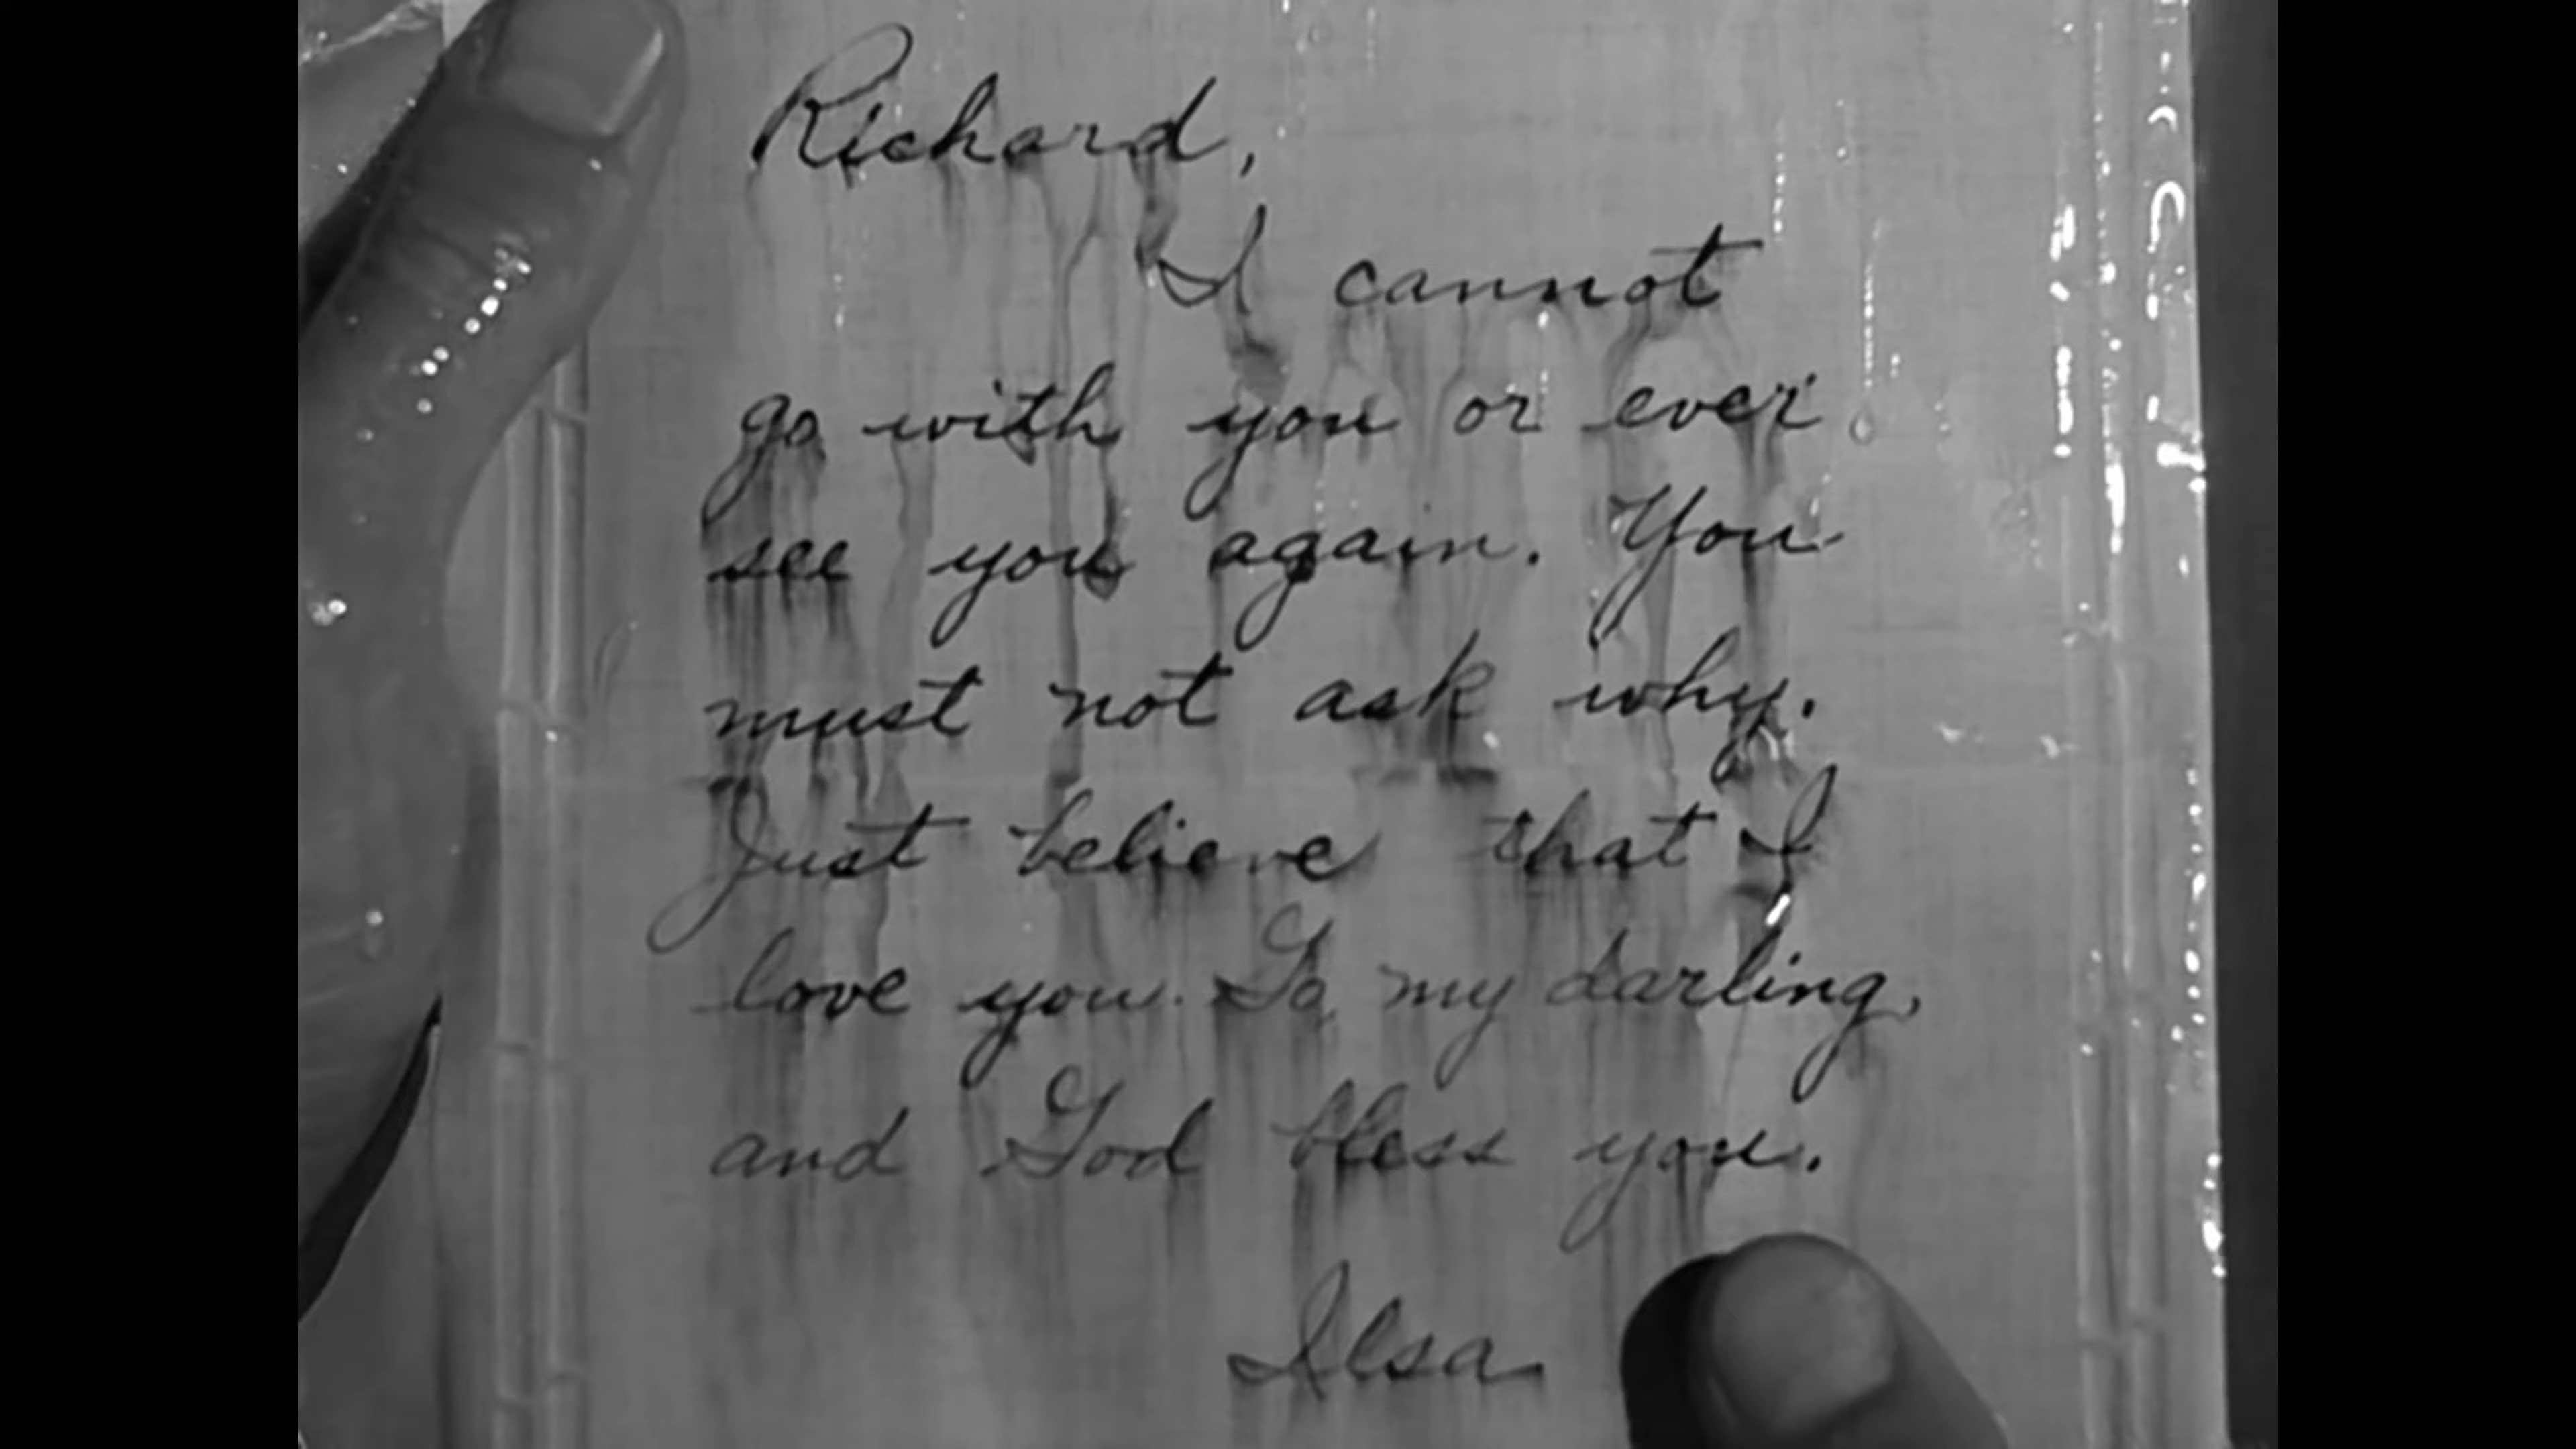 Richard,
I cannot
go with you or ever
see you again. You
must not ask why.
Just believe that I
love you. Go, my darling,
and God bless you.
Ilsa